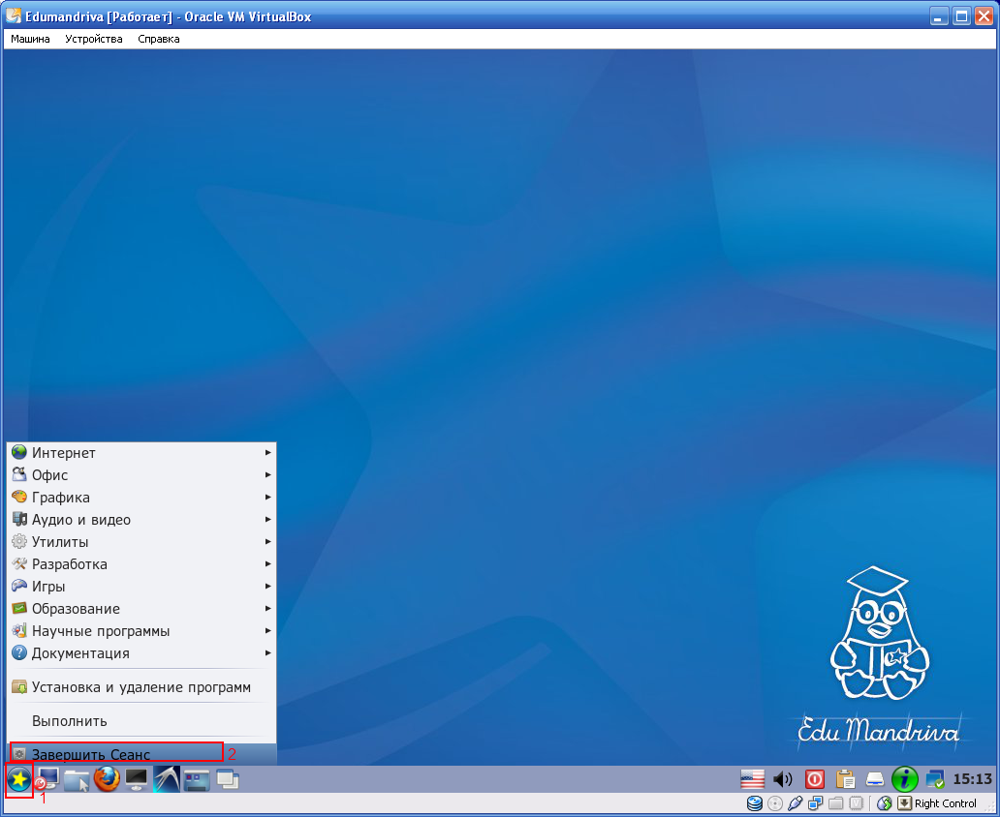 Edumandriva [Работает] - Oracle VM VirtualBox
Машина Устройства Справка
Интернет
Офис
Графика
Аудио и видео
Утилиты
Разработка
Игры
Образование
Научные программы
Документация
Установка и удаление программ
Выполнить
Завершить Сеанс 2
Edu Mandriva
1
15:13
Right Control